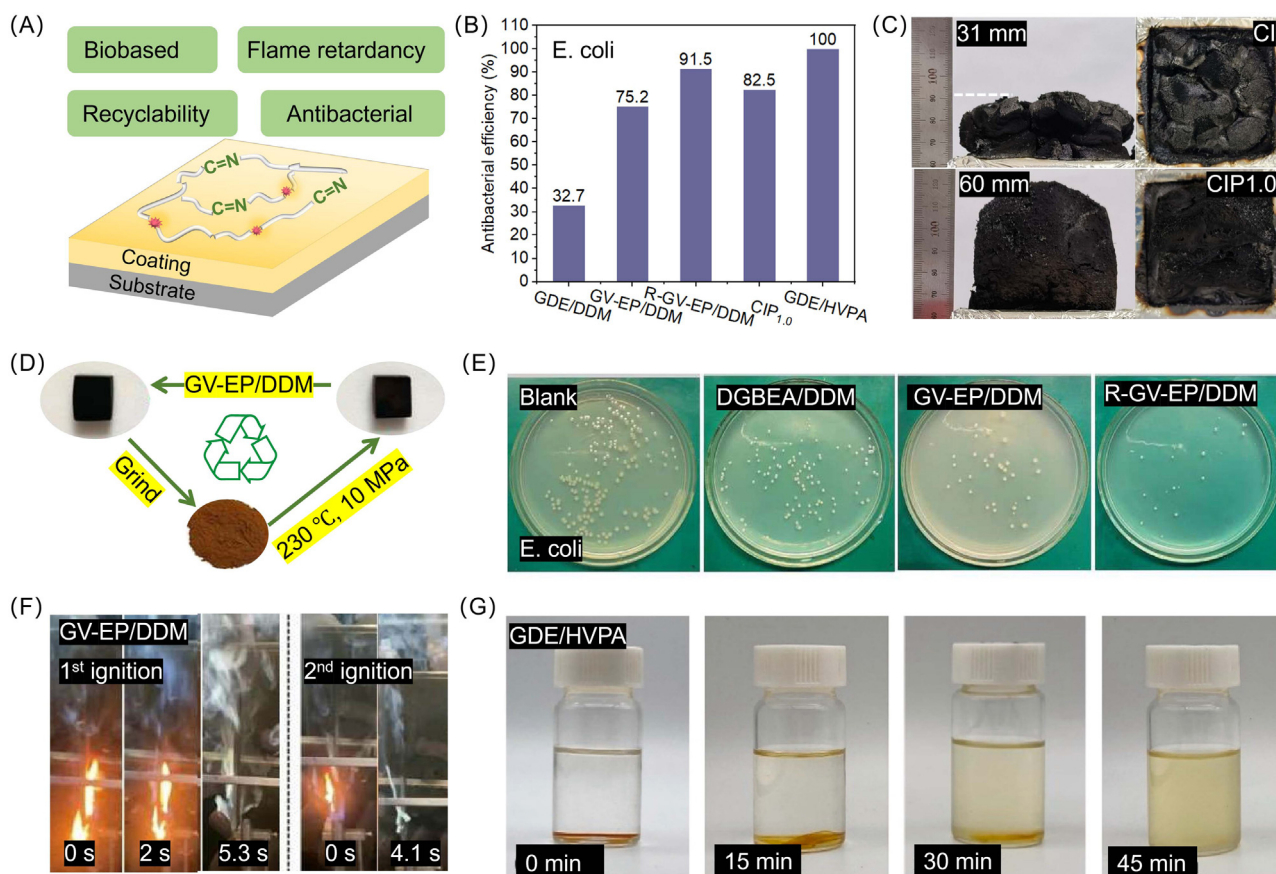 (A)
Biobased
Flame retardancy
Recyclability
Antibacterial
C=N
C=N
C=N
Coating
Substrate
(B)
Antibacterial efficiency (%)
110
100
90
80
70
60
50
40
30
20
10
0
E. coli
32.7
75.2
91.5
82.5
100
GDE/DDM
GV-EP/DDM
R-GV-EP/DDM
CIP1.0
GDE/HVPA
(C)
31 mm
CI
60 mm
CIP1.0
(D)
GV-EP/DDM
Grind
230 ℃, 10 MPa
(E)
Blank
E. coli
DGBEA/DDM
GV-EP/DDM
R-GV-EP/DDM
(F)
GV-EP/DDM
1st ignition
2nd ignition
0 s
2 s
5.3 s
0 s
4.1 s
(G)
GDE/HVPA
0 min
15 min
30 min
45 min